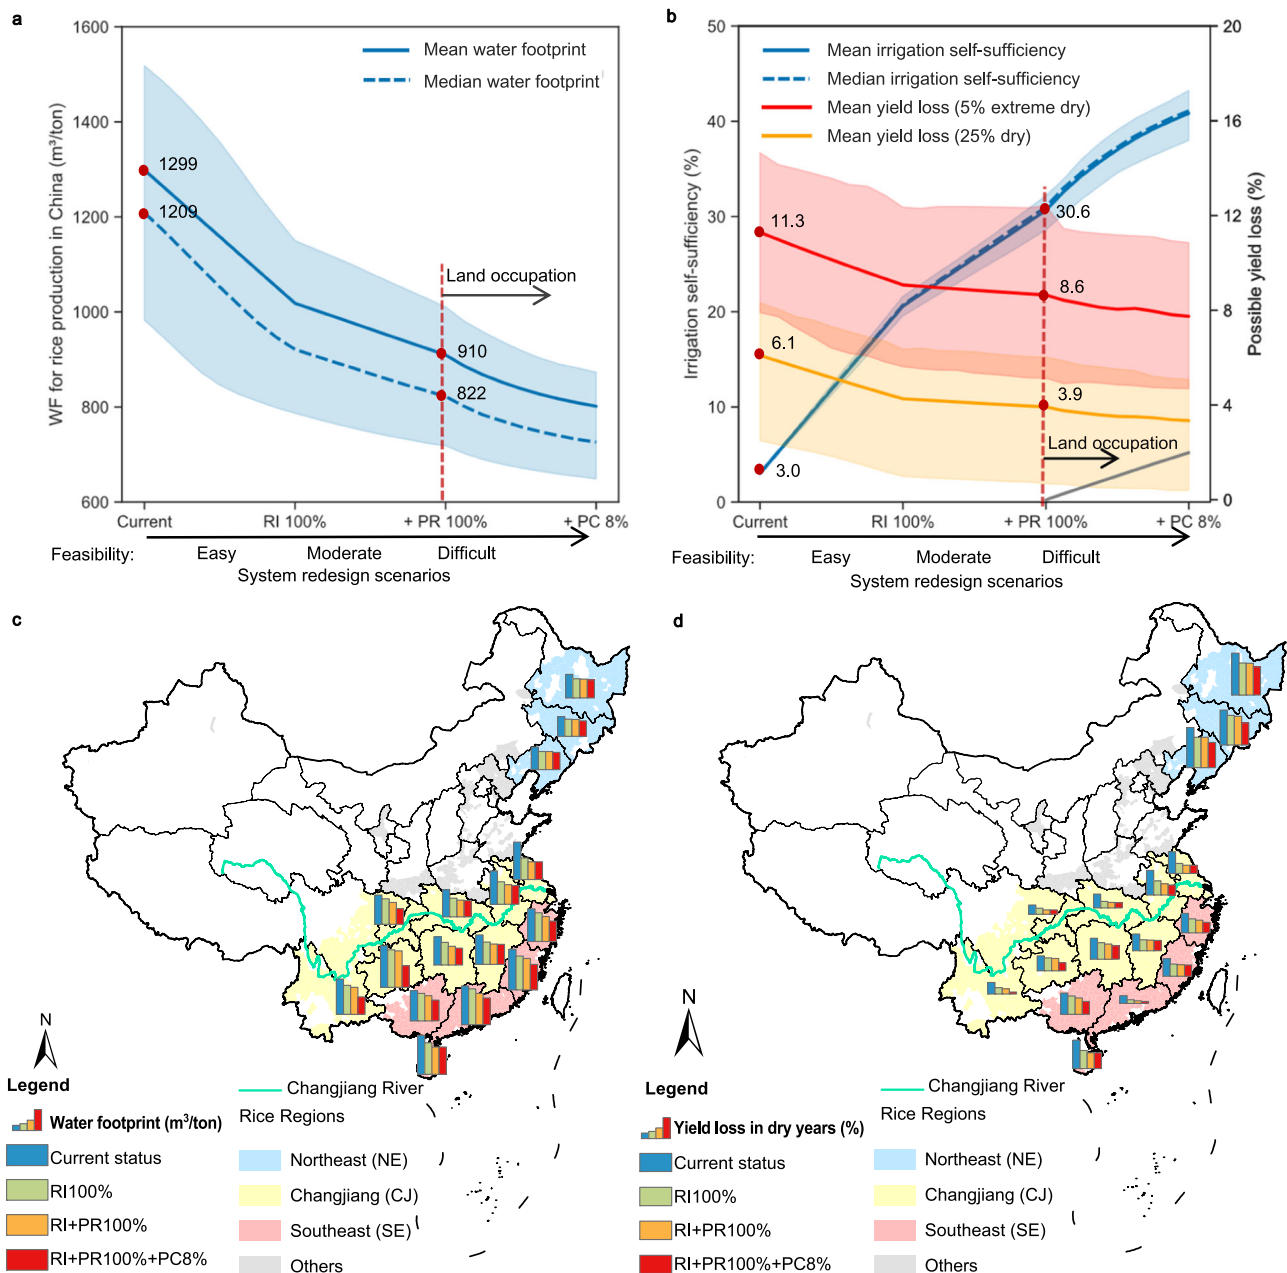 a
1600
1400
1200
1000
800
600
WF for rice production in China (m³/ton)
Mean water footprint
Median water footprint
1299
1209
Land occupation
910
822
Current
RI 100%
+ PR 100%
+ PC 8%
Feasibility:
Easy
Moderate
Difficult
System redesign scenarios
b
50
40
30
20
10
0
Irrigation self-sufficiency (%)
Mean irrigation self-sufficiency
Median irrigation self-sufficiency
Mean yield loss (5% extreme dry)
Mean yield loss (25% dry)
11.3
6.1
3.0
30.6
8.6
3.9
Land occupation
20
16
12
8
4
0
Possible yield loss (%)
Current
RI 100%
+ PR 100%
+ PC 8%
Feasibility:
Easy
Moderate
Difficult
System redesign scenarios
c
N
Legend
Water footprint (m³/ton)
Current status
RI100%
RI+PR100%
RI+PR100%+PC8%
Changjiang River
Rice Regions
Northeast (NE)
Changjiang (CJ)
Southeast (SE)
Others
d
N
Legend
Yield loss in dry years (%)
Current status
RI100%
RI+PR100%
RI+PR100%+PC8%
Changjiang River
Rice Regions
Northeast (NE)
Changjiang (CJ)
Southeast (SE)
Others